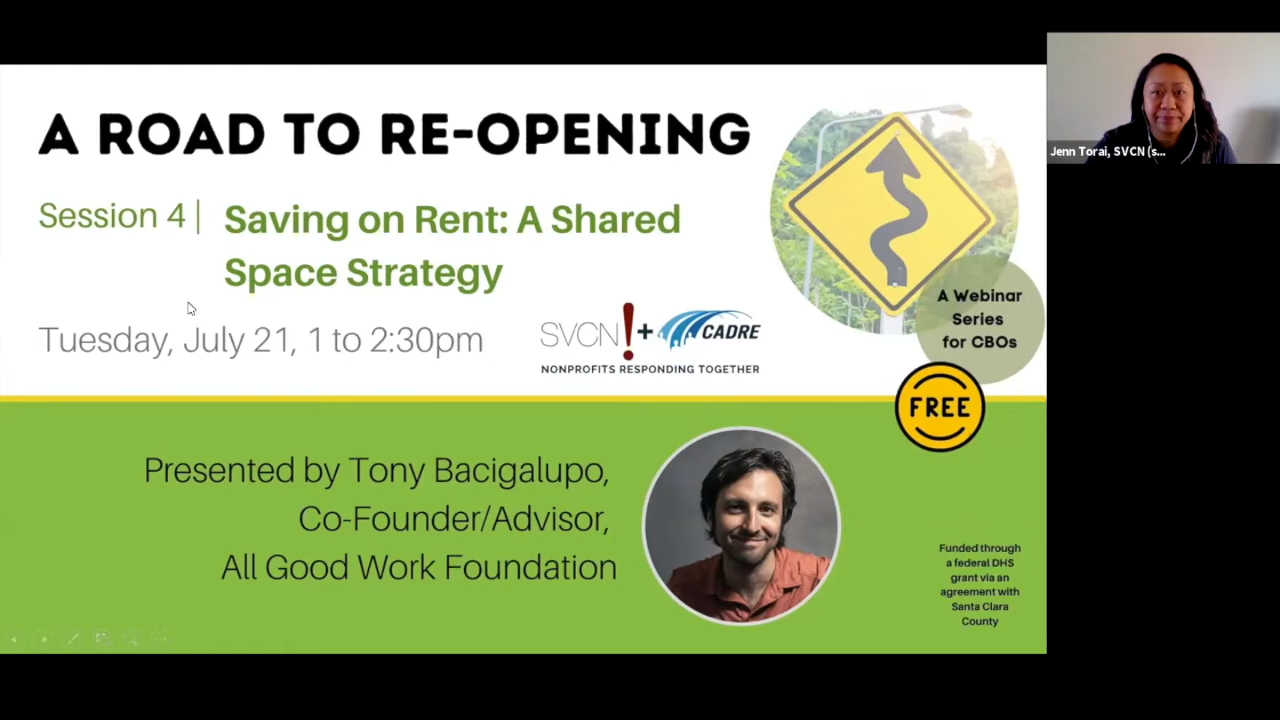 A ROAD TO RE-OPENING
Session 4| Saving on Rent: A Shared
Space Strategy
Tuesday, July 21, 1 to 2:30pm
SVCN!+CADRE
NONPROFITS RESPONDING TOGETHER
A Webinar
Series
for CBOs
FREE
Presented by Tony Bacigalupo,
Co-Founder/Advisor,
All Good Work Foundation
Funded through
a federal DHS
grant via an
agreement with
Santa Clara
County
Jenn Torai, SVCN (s...